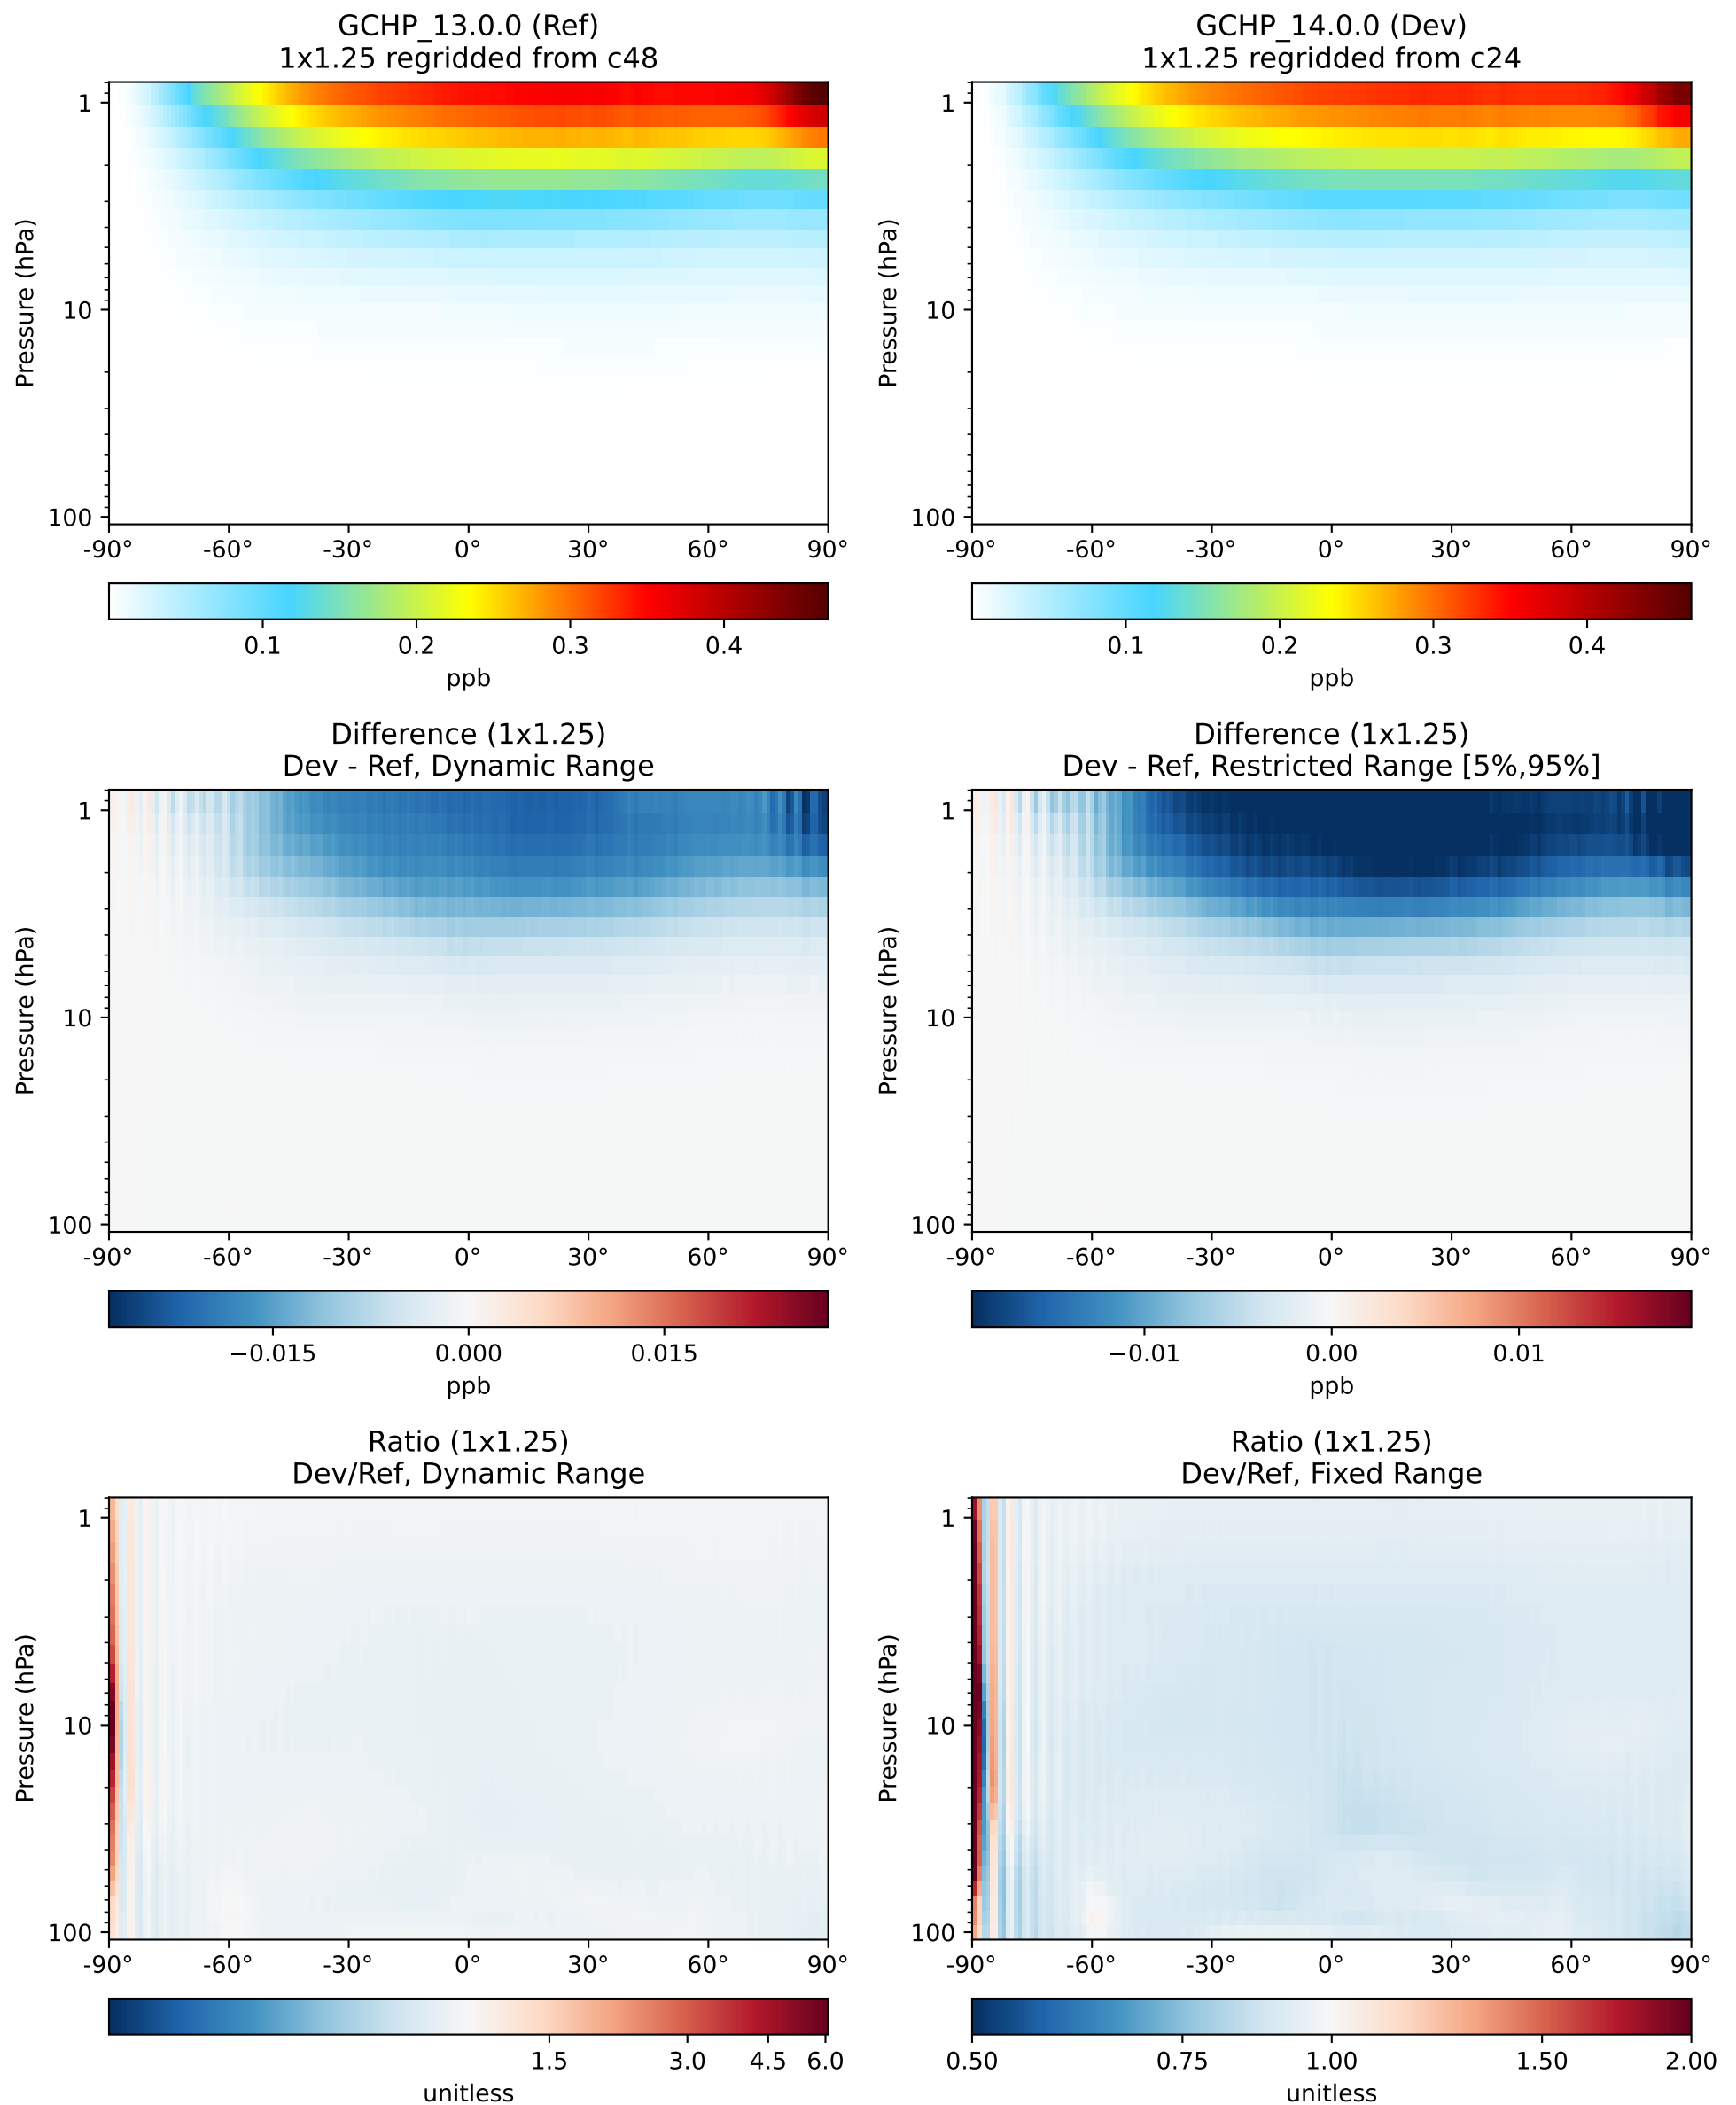 GCHP_13.0.0 (Ref)
1x1.25 regridded from c48
GCHP_14.0.0 (Dev)
1x1.25 regridded from c24
Pressure (hPa)
1
10
100
-90° -60° -30° 0° 30° 60° 90°
0.1 0.2 0.3 0.4
ppb
Pressure (hPa)
1
10
100
-90° -60° -30° 0° 30° 60° 90°
0.1 0.2 0.3 0.4
ppb
Difference (1x1.25)
Dev - Ref, Dynamic Range
Difference (1x1.25)
Dev - Ref, Restricted Range [5%,95%]
Pressure (hPa)
1
10
100
-90° -60° -30° 0° 30° 60° 90°
−0.015 0.000 0.015
ppb
Pressure (hPa)
1
10
100
-90° -60° -30° 0° 30° 60° 90°
−0.01 0.00 0.01
ppb
Ratio (1x1.25)
Dev/Ref, Dynamic Range
Ratio (1x1.25)
Dev/Ref, Fixed Range
Pressure (hPa)
1
10
100
-90° -60° -30° 0° 30° 60° 90°
1.5 3.0 4.5 6.0
unitless
Pressure (hPa)
1
10
100
-90° -60° -30° 0° 30° 60° 90°
0.50 0.75 1.00 1.50 2.00
unitless